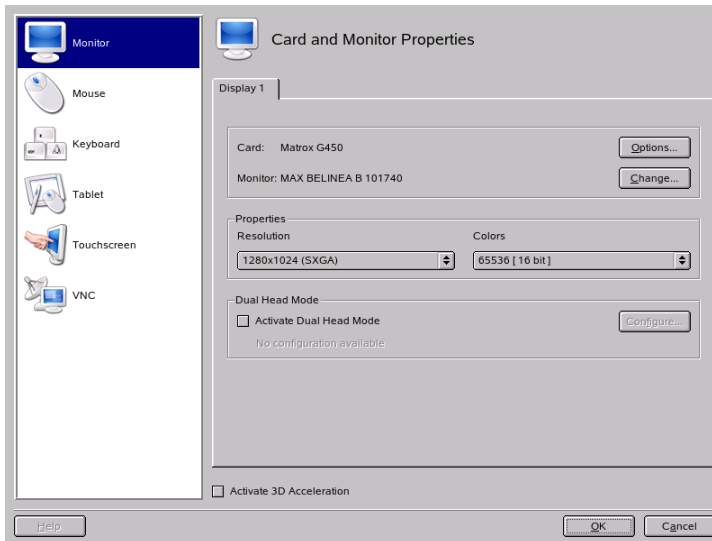 Monitor
Mouse
Keyboard
Tablet
Touchscreen
VNC
Card and Monitor Properties
Display 1
Card: Matrox G450
Options...
Monitor: MAX BELINEA B 101740
Change...
Properties
Resolution Colors
1280x1024 (SXGA) 65536 [ 16 bit ]
Dual Head Mode
Activate Dual Head Mode
Configure...
No configuration available
Activate 3D Acceleration
Help OK Cancel